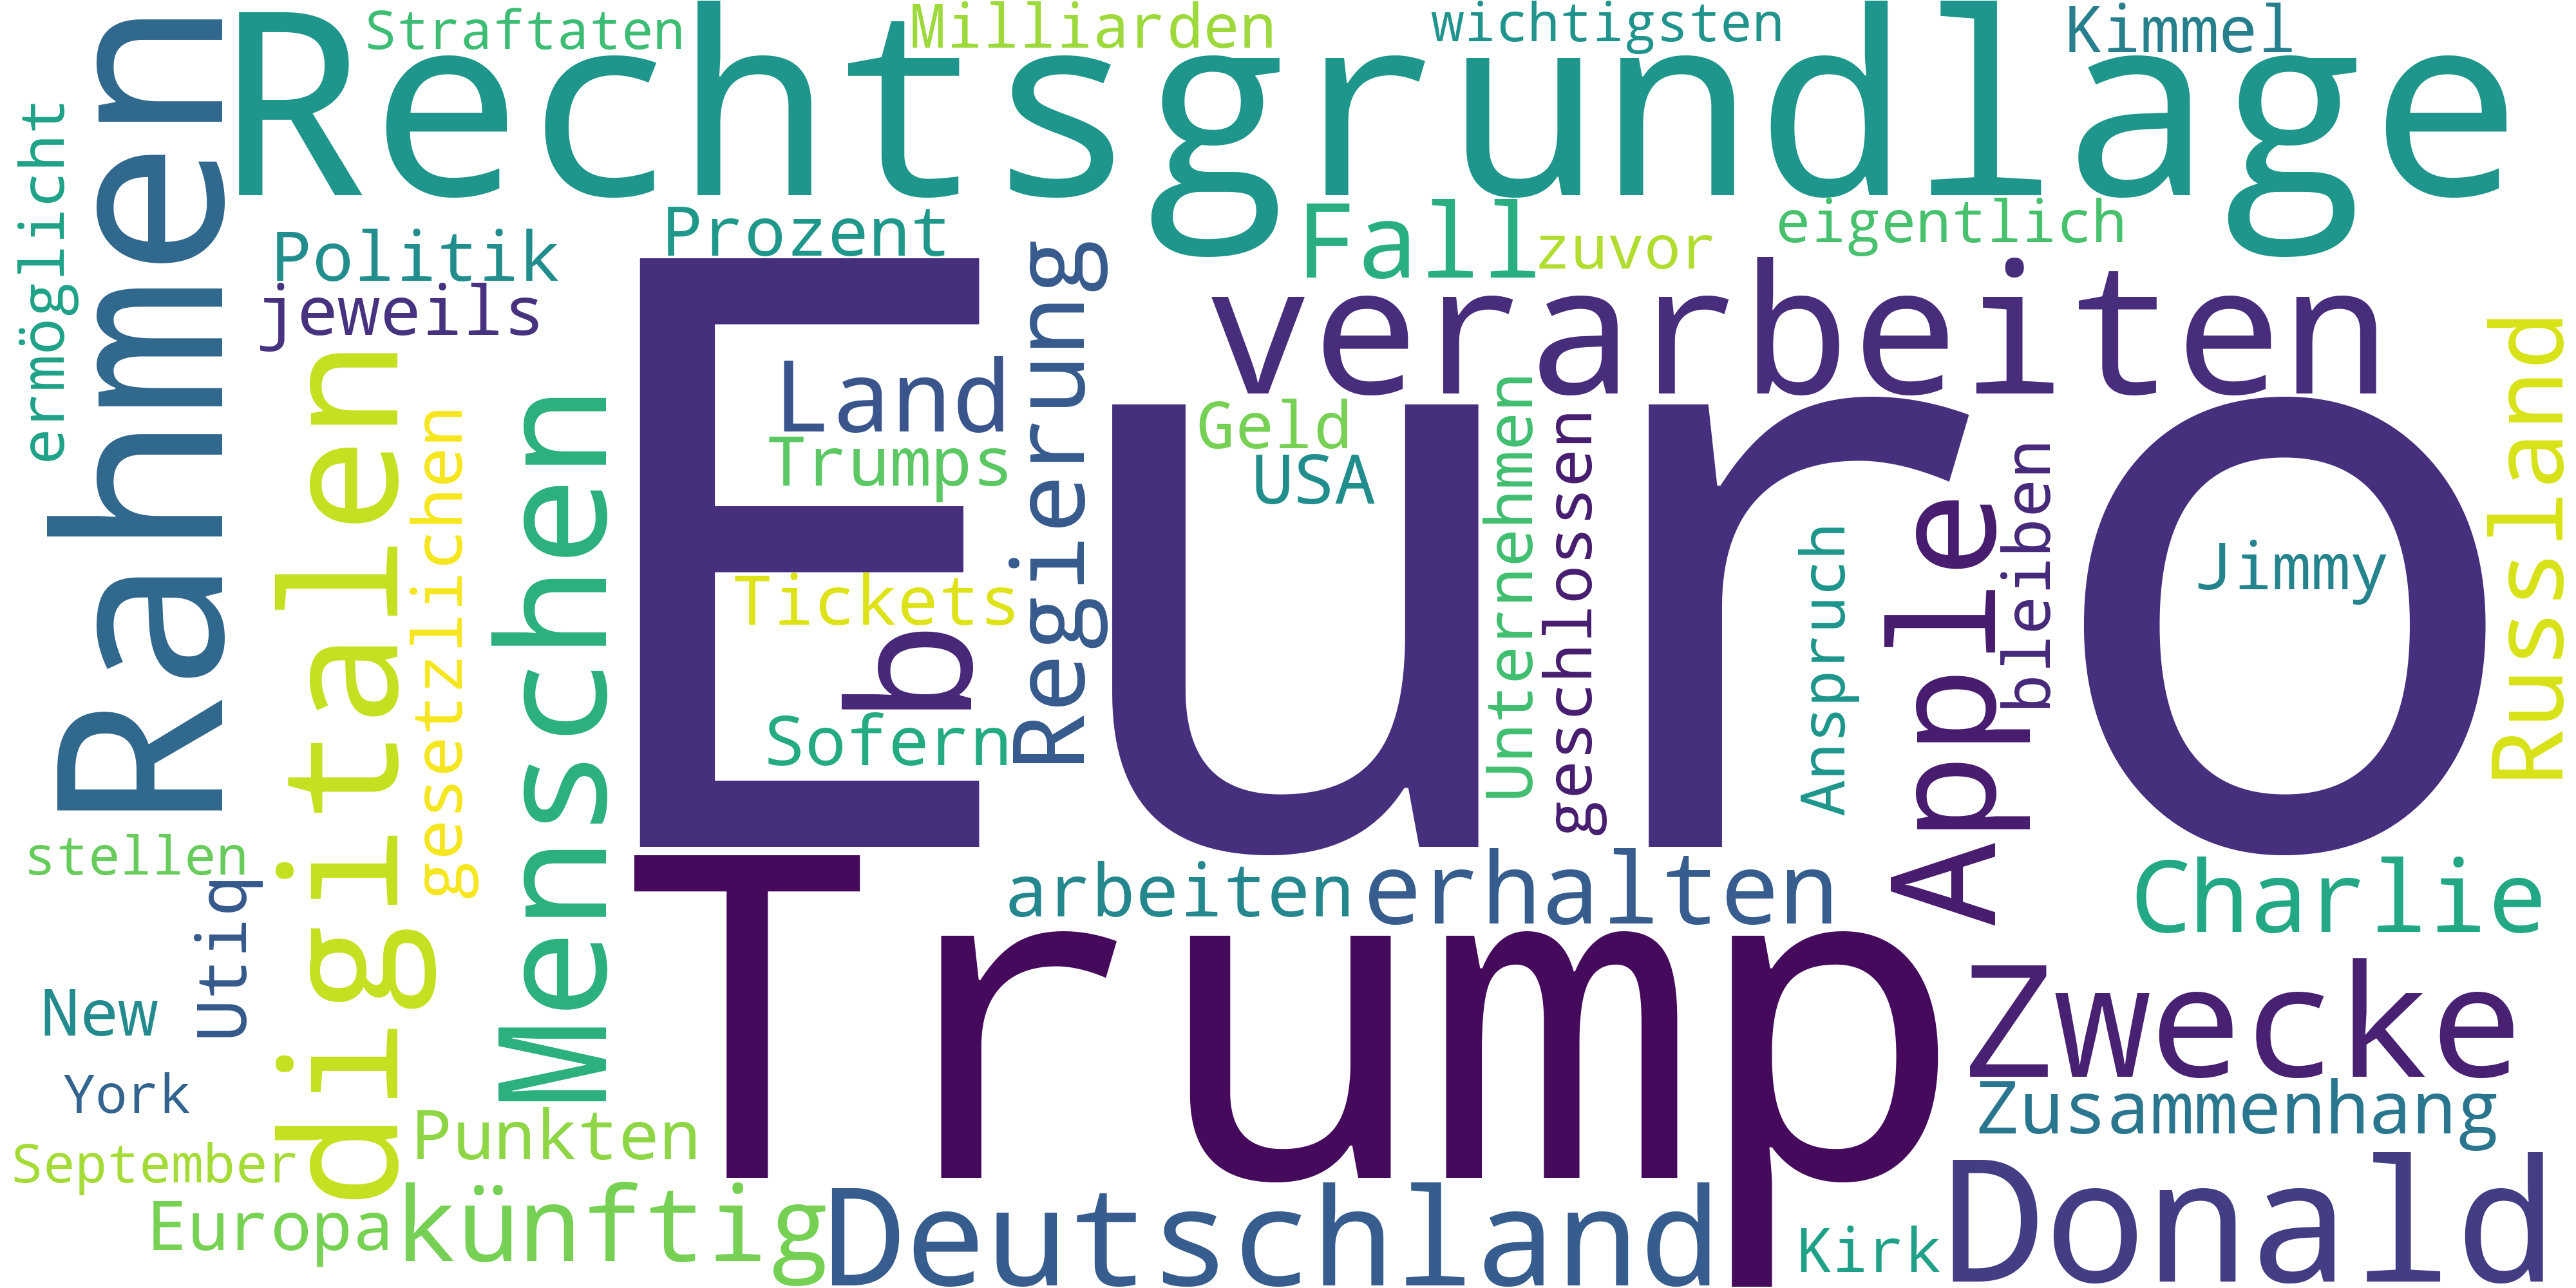 Straftaten
Milliarden
wichtigsten
Kimmel
Rechtsgrundlage
ermöglicht
Rahmen
Politik
Prozent
Fall
zuvor
eigentlich
jeweils
verarbeiten
Regierung
Euro
Land
Trumps
Geld
USA
digitalen
gesetzlichen
Menschen
Tickets
b
Sofern
Unternehmen
geschlossen
Anspruch
Apple
bleiben
Jimmy
Russland
stellen
Utiq
arbeiten
erhalten
Charlie
Trump
New
Zwecke
York
Zusammenhang
Punkten
September
Europa
künftig
Deutschland
Kirk
Donald